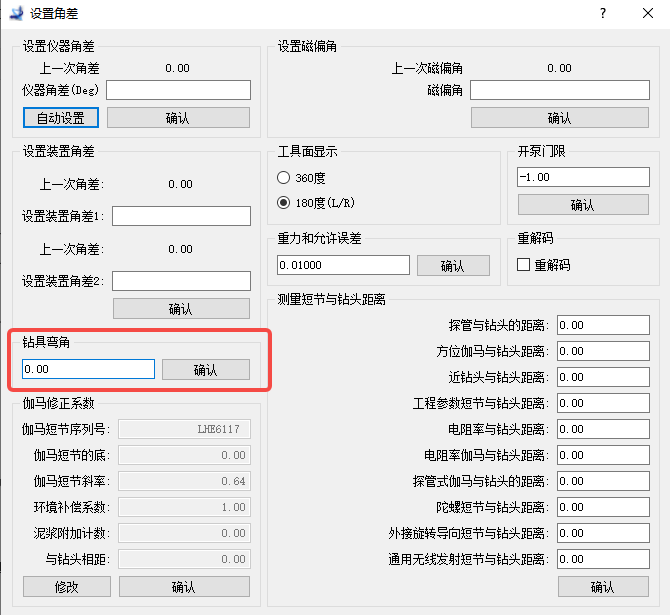 设置角差
设置仪器角差
上一次角差 0.00
仪器角差(Deg)
自动设置 确认
设置磁偏角
上一次磁偏角 0.00
磁偏角
确认
设置装置角差
上一次角差: 0.00
设置装置角差1:
上一次角差: 0.00
设置装置角差2:
确认
工具面显示
360度
180度(L/R)
开泵门限
-1.00
确认
重力和允许误差
0.01000 确认
重解码
重解码
钻具弯角
0.00 确认
伽马修正系数
伽马短节序列号: LHE6117
伽马短节的底: 0.00
伽马短节斜率: 0.64
环境补偿系数: 1.00
泥浆附加计数: 0.00
与钻头相距: 0.00
修改 确认
测量短节与钻头距离
探管与钻头的距离: 0.00
方位伽马与钻头距离: 0.00
近钻头与钻头距离: 0.00
工程参数短节与钻头距离: 0.00
电阻率与钻头距离: 0.00
电阻率伽马与钻头距离: 0.00
探管式伽马与钻头距离: 0.00
陀螺短节与钻头距离: 0.00
外接旋转导向短节与钻头距离: 0.00
通用无线发射短节与钻头距离: 0.00
确认